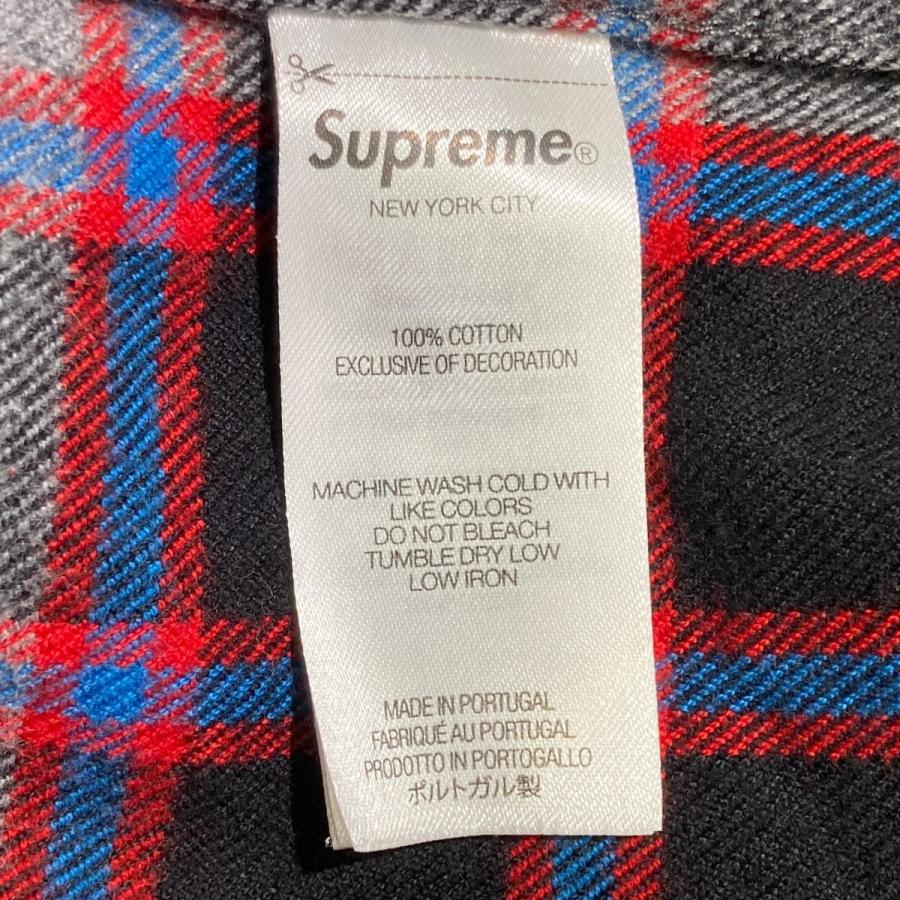 Supreme®
NEW YORK CITY
100% COTTON
EXCLUSIVE OF DECORATION
MACHINE WASH COLD WITH
LIKE COLORS
DO NOT BLEACH
TUMBLE DRY LOW
LOW IRON
MADE IN PORTUGAL
FABRIQUÉ AU PORTUGAL
PRODOTTO IN PORTOGALLO
ポルトガル製